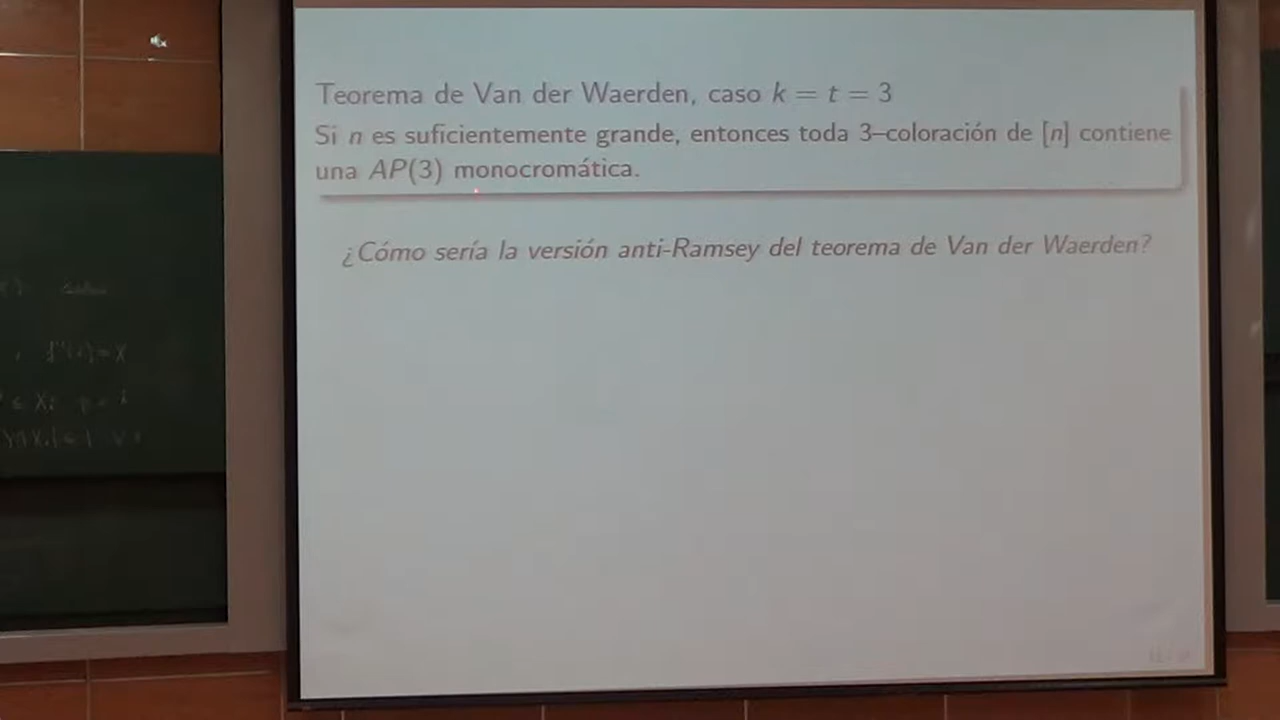 Teorema de Van der Waerden, caso k = t = 3
Si n es suficientemente grande, entonces toda 3–coloración de [n] contiene
una AP(3) monocromática.
¿Cómo sería la versión anti-Ramsey del teorema de Van der Waerden?